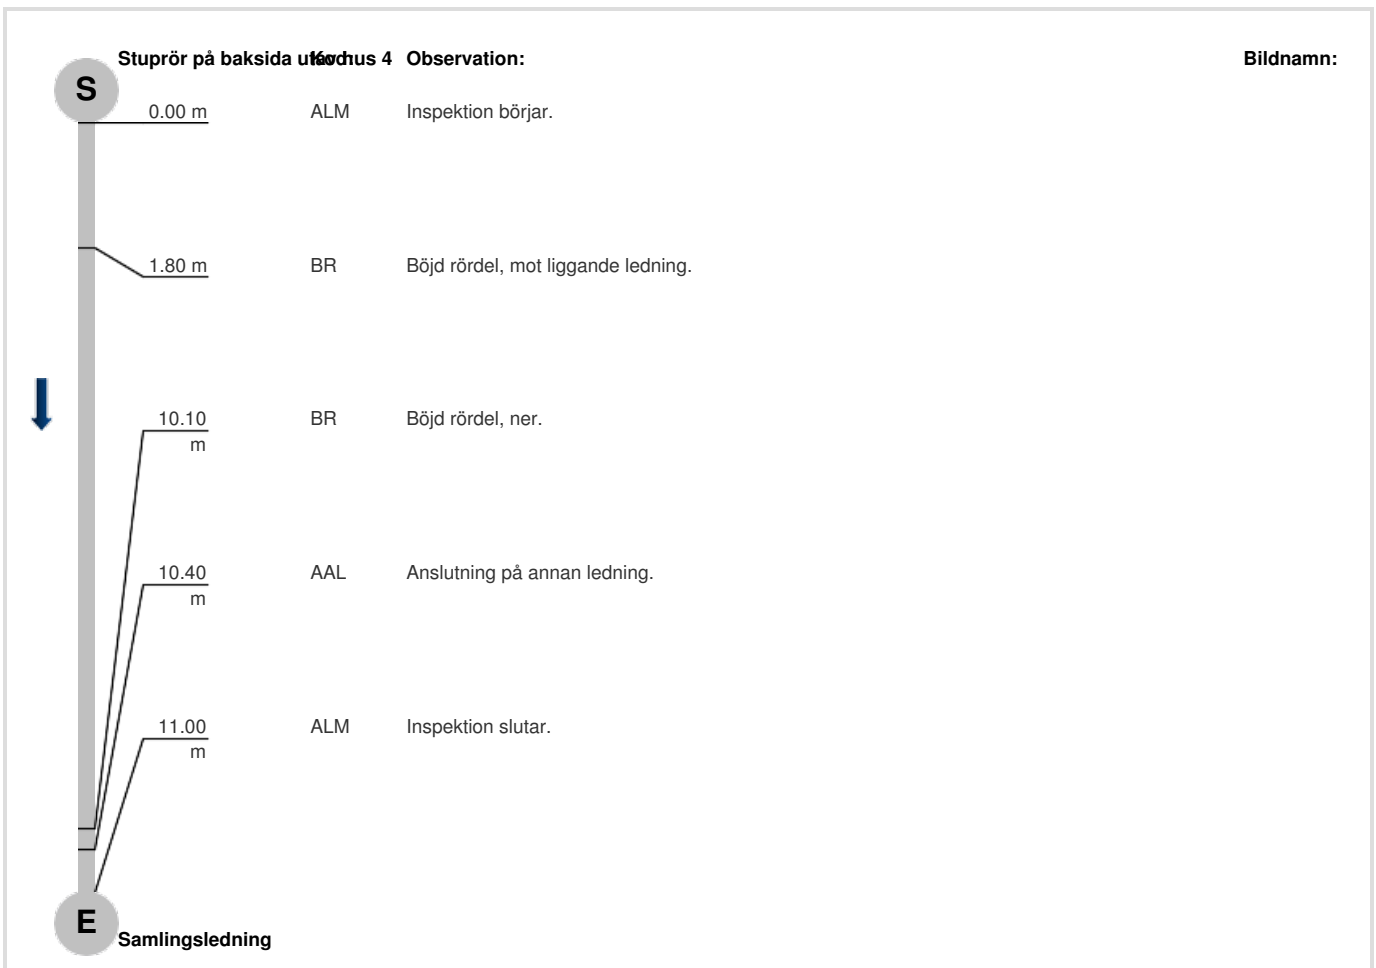 Stuprör på baksida utav hus 4 Kod: Observation: Bildnamn:
S
0.00 m ALM Inspektion börjar.
1.80 m BR Böjd rördel, mot liggande ledning.
10.10 BR Böjd rördel, ner.
m
10.40 AAL Anslutning på annan ledning.
m
11.00 ALM Inspektion slutar.
m
E
Samlingsledning